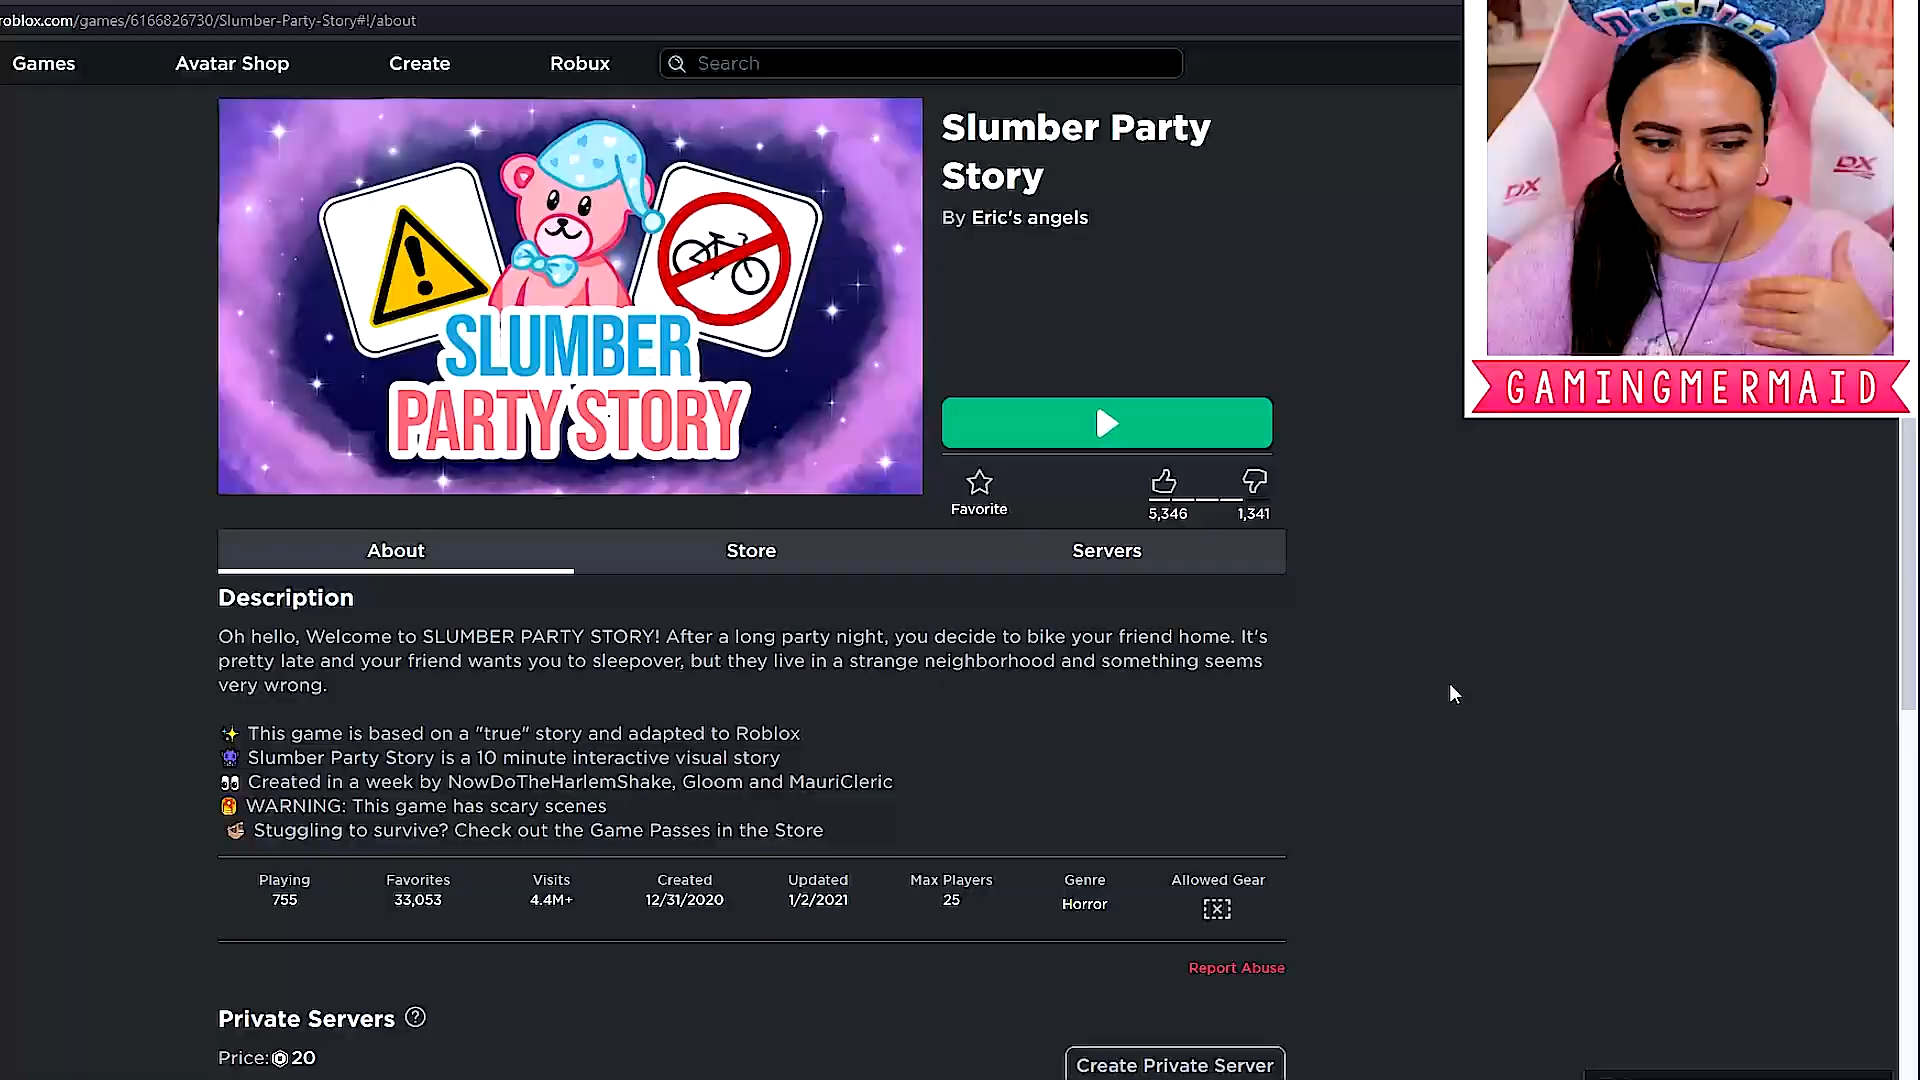 roblox.com/games/6166826730/Slumber-Party-Story#!/about
Games Avatar Shop Create Robux Search
SLUMBER
PARTY STORY
Slumber Party
Story
By Eric's angels
Favorite
5,346 1,341
DX DX
GAMINGMERMAID
About Store Servers
Description
Oh hello, Welcome to SLUMBER PARTY STORY! After a long party night, you decide to bike your friend home. It's
pretty late and your friend wants you to sleepover, but they live in a strange neighborhood and something seems
very wrong.
This game is based on a "true" story and adapted to Roblox
Slumber Party Story is a 10 minute interactive visual story
Created in a week by NowDoTheHarlemShake, Gloom and MauriCleric
WARNING: This game has scary scenes
Stuggling to survive? Check out the Game Passes in the Store
Playing Favorites Visits Created Updated Max Players Genre Allowed Gear
755 33,053 4.4M+ 12/31/2020 1/2/2021 25 Horror
Report Abuse
Private Servers
Price: 20
Create Private Server